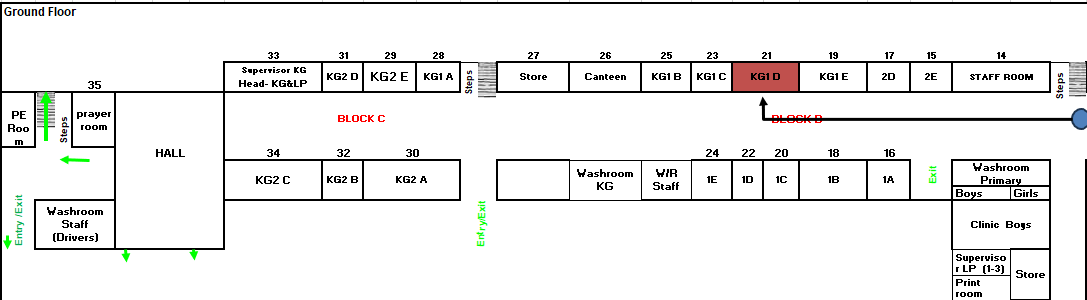 Ground Floor
33
31
29
28
27
26
25
23
21
19
17
15
14
Supervisor KG
Head- KG&LP
KG2 D
KG2 E
KG1 A
Steps
Store
Canteen
KG1 B
KG1 C
KG1 D
KG1 E
2D
2E
STAFF ROOM
Steps
35
PE
Roo
m
Steps
prayer
room
HALL
BLOCK C
BLOCK D
34
32
30
24
22
20
18
16
KG2 C
KG2 B
KG2 A
Washroom
KG
W/R
Staff
1E
1D
1C
1B
1A
Exit
Washroom
Primary
Boys
Girls
Entry /Exit
Washroom
Staff
(Drivers)
Entry/Exit
Clinic Boys
Superviso
r LP (1-3)
Print
room
Store